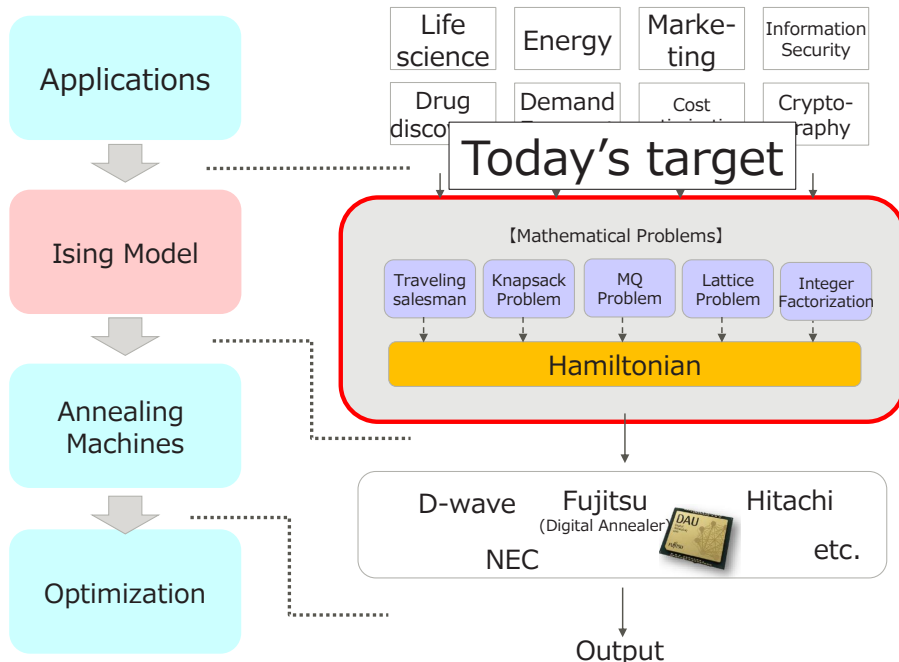 Applications
Ising Model
Annealing
Machines
Optimization
Life
science
Energy
Marke-
ting
Information
Security
Drug
Demand
Cost
Crypto-
Today's target
【Mathematical Problems】
Traveling
salesman
Knapsack
Problem
MQ
Problem
Lattice
Problem
Integer
Factorization
Hamiltonian
D-wave
Fujitsu
(Digital Annealer)
Hitachi
NEC
DAU
FUJITSU
etc.
Output